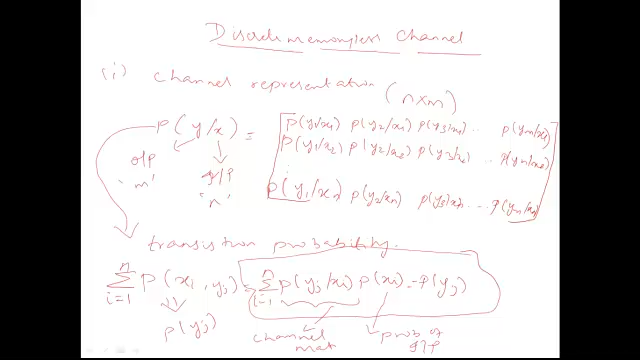 Discrete memoryless channel
(i) channel representation (n×m)
P(y/x) = P(y1/x1) P(y2/x1) P(y3/x1) .. P(ym/x1)
P(y1/x2) P(y2/x2) P(y3/x2) .. P(ym/x2)
P(y1/xn) P(y2/xn) P(y3/xn) ... P(ym/xn)
O/P I/P
'm' 'n'
transistion probability.
n∑i=1 P(xi, yj) = n∑i=1 P(yj/xi) P(xi) - P(yj)
P(yj)
channel mat
prob of I/P